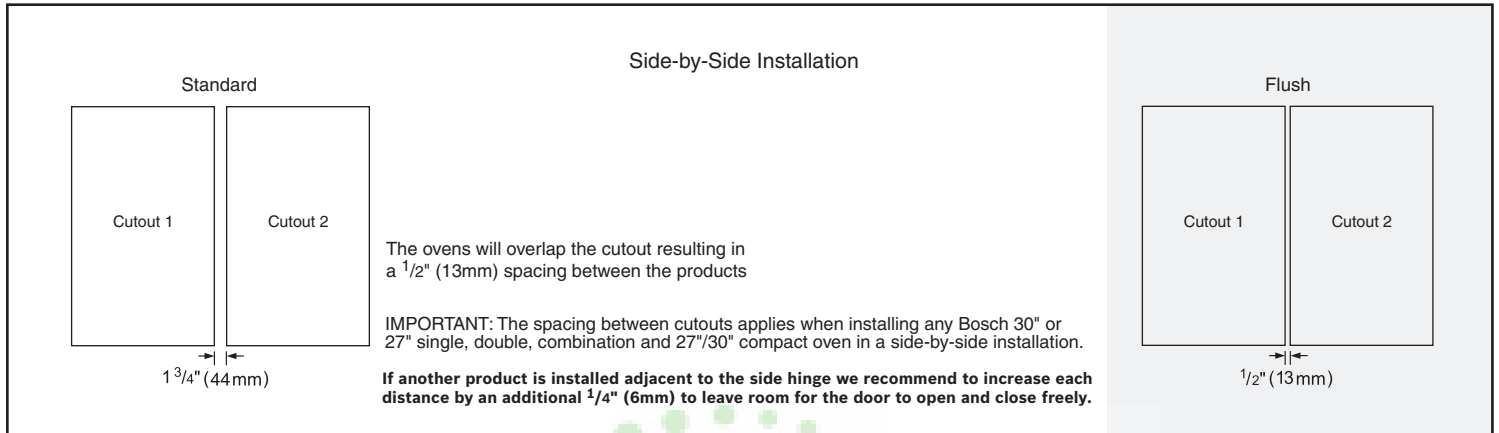 Side-by-Side Installation
Standard
Cutout 1
Cutout 2
1 3/4" (44mm)
The ovens will overlap the cutout resulting in
a 1/2" (13mm) spacing between the products
IMPORTANT: The spacing between cutouts applies when installing any Bosch 30" or
27" single, double, combination and 27"/30" compact oven in a side-by-side installation.
If another product is installed adjacent to the side hinge we recommend to increase each
distance by an additional 1/4" (6mm) to leave room for the door to open and close freely.
Flush
Cutout 1
Cutout 2
1/2" (13mm)